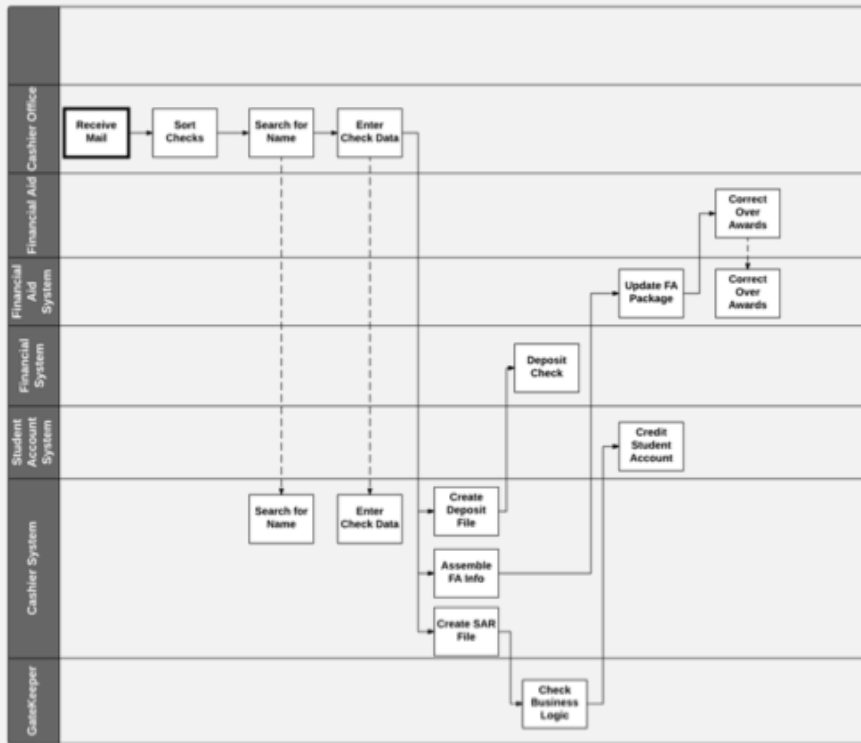 Cashier Office
Receive
Mail
Sort
Checks
Search for
Name
Enter
Check Data
Financial Aid
Correct
Over
Awards
Financial
Aid
System
Update FA
Package
Correct
Over
Awards
Financial
System
Deposit
Check
Student
Account
System
Credit
Student
Account
Cashier System
Search for
Name
Enter
Check Data
Create
Deposit
File
Assemble
FA Info
Create SAR
File
GateKeeper
Check
Business
Logic